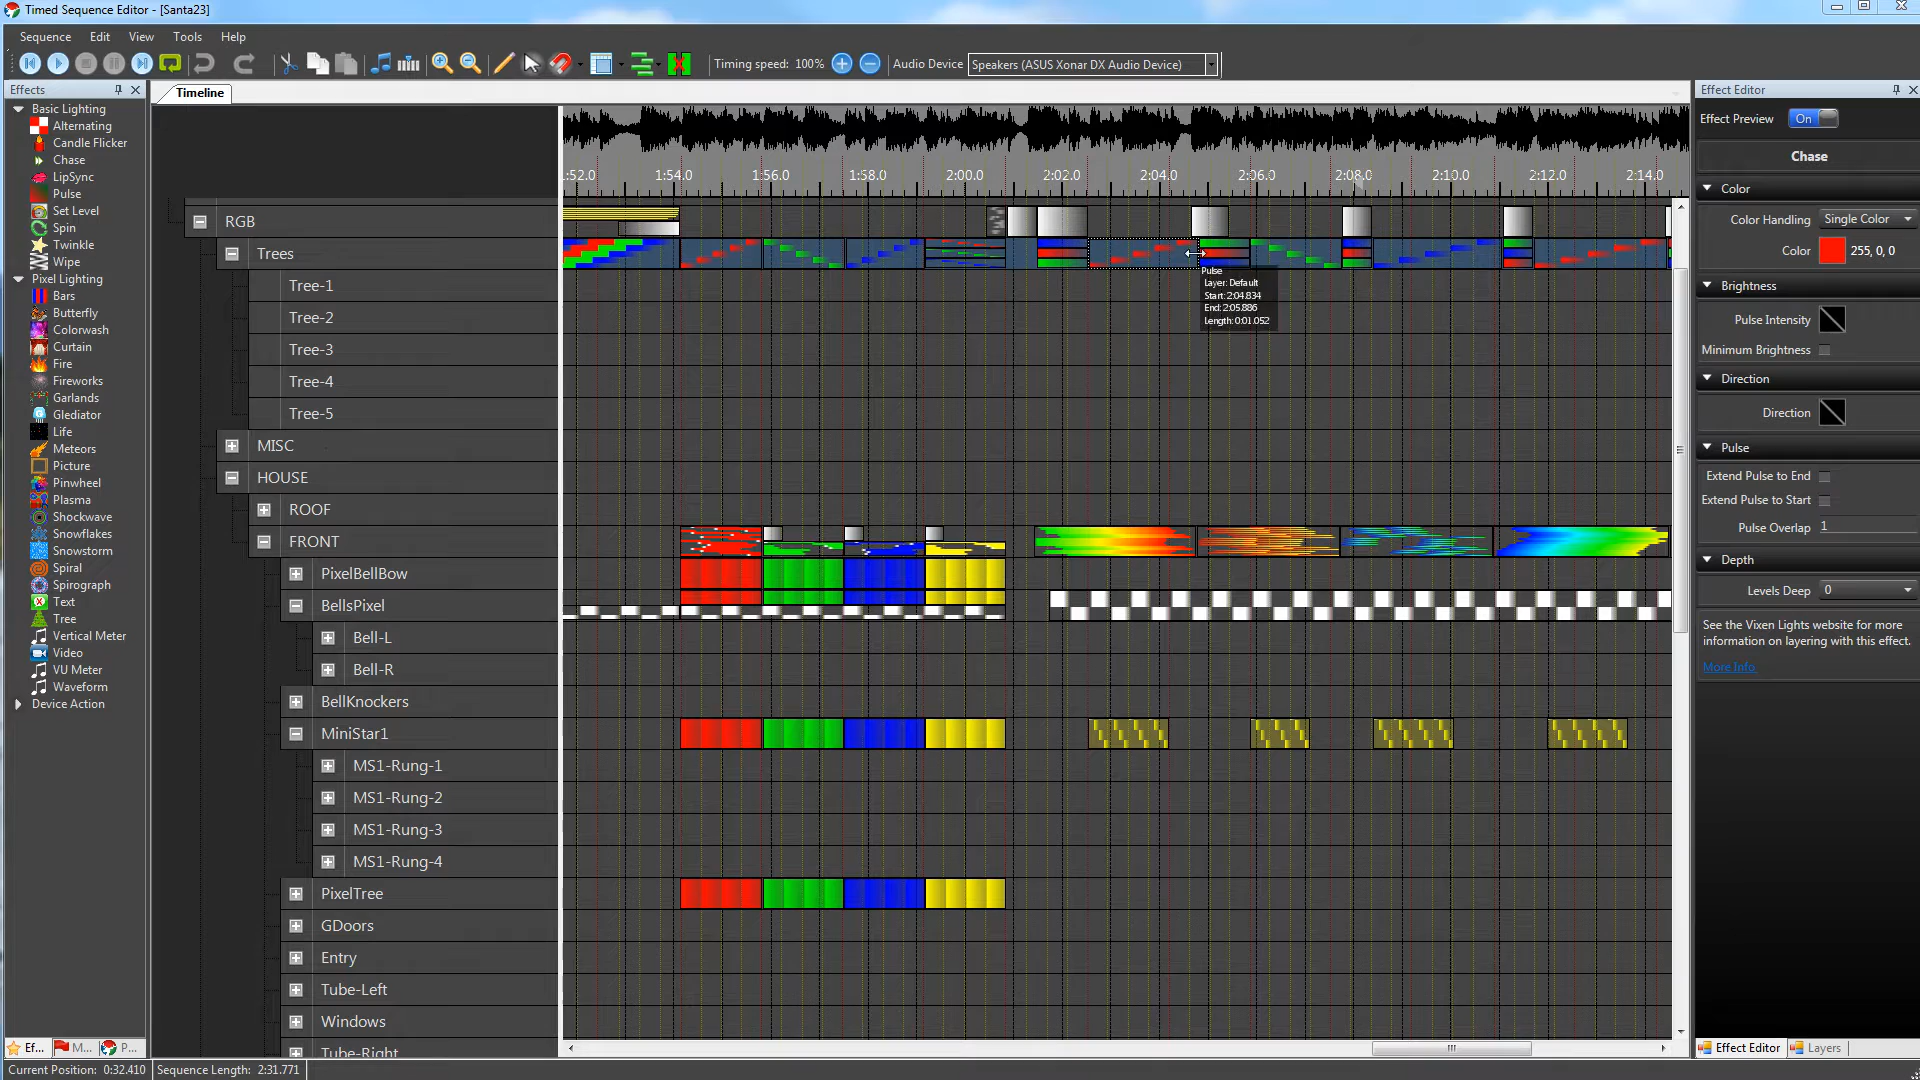 Timed Sequence Editor - [Santa23]
Sequence Edit View Tools Help
Timing speed: 100% Audio Device Speakers (ASUS Xonar DX Audio Device)
Effects
Basic Lighting
Alternating
Candle Flicker
Chase
LipSync
Pulse
Set Level
Spin
Twinkle
Wipe
Pixel Lighting
Bars
Butterfly
Colorwash
Curtain
Fire
Fireworks
Garlands
Glediator
Life
Meteors
Picture
Pinwheel
Plasma
Shockwave
Snowflakes
Snowstorm
Spiral
Spirograph
Text
Tree
Vertical Meter
Video
VU Meter
Waveform
Device Action
Ef... M... P...
Timeline
1:52.0 1:54.0 1:56.0 1:58.0 2:00.0 2:02.0 2:04.0 2:06.0 2:08.0 2:10.0 2:12.0 2:14.0
RGB
Trees
Tree-1
Tree-2
Tree-3
Tree-4
Tree-5
MISC
HOUSE
ROOF
FRONT
PixelBellBow
BellsPixel
Bell-L
Bell-R
BellKnockers
MiniStar1
MS1-Rung-1
MS1-Rung-2
MS1-Rung-3
MS1-Rung-4
PixelTree
GDoors
Entry
Tube-Left
Windows
Tube-Right
Pulse
Layer: Default
Start: 2:04.834
End: 2:05.886
Length: 0:01.052
Effect Editor
Effect Preview On
Chase
Color
Color Handling Single Color
Color 255, 0, 0
Brightness
Pulse Intensity
Minimum Brightness
Direction
Direction
Pulse
Extend Pulse to End
Extend Pulse to Start
Pulse Overlap 1
Depth
Levels Deep 0
See the Vixen Lights website for more
information on layering with this effect.
More Info.
Effect Editor Layers
Current Position: 0:32.410 Sequence Length: 2:31.771